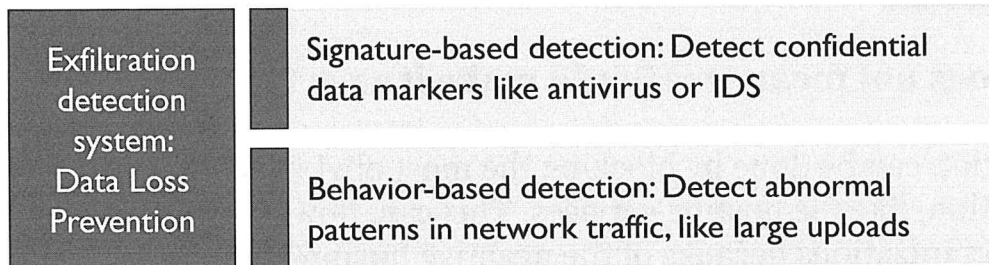 Exfiltration
detection
system:
Data Loss
Prevention
Signature-based detection: Detect confidential
data markers like antivirus or IDS
Behavior-based detection: Detect abnormal
patterns in network traffic, like large uploads